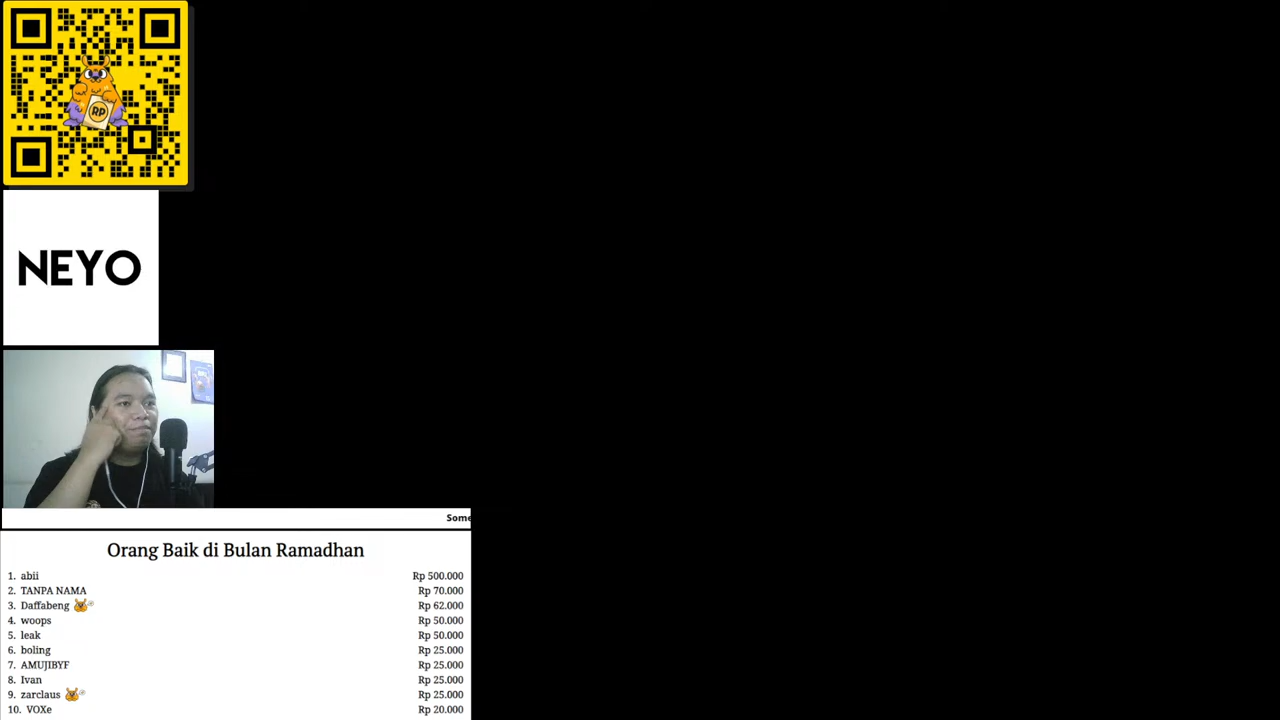 RP
NEYO
Some
Orang Baik di Bulan Ramadhan
1. abii Rp 500.000
2. TANPA NAMA Rp 70.000
3. Daffabeng Rp 62.000
4. woops Rp 50.000
5. leak Rp 50.000
6. boling Rp 25.000
7. AMUJIBYF Rp 25.000
8. Ivan Rp 25.000
9. zarclaus Rp 25.000
10. VOXe Rp 20.000